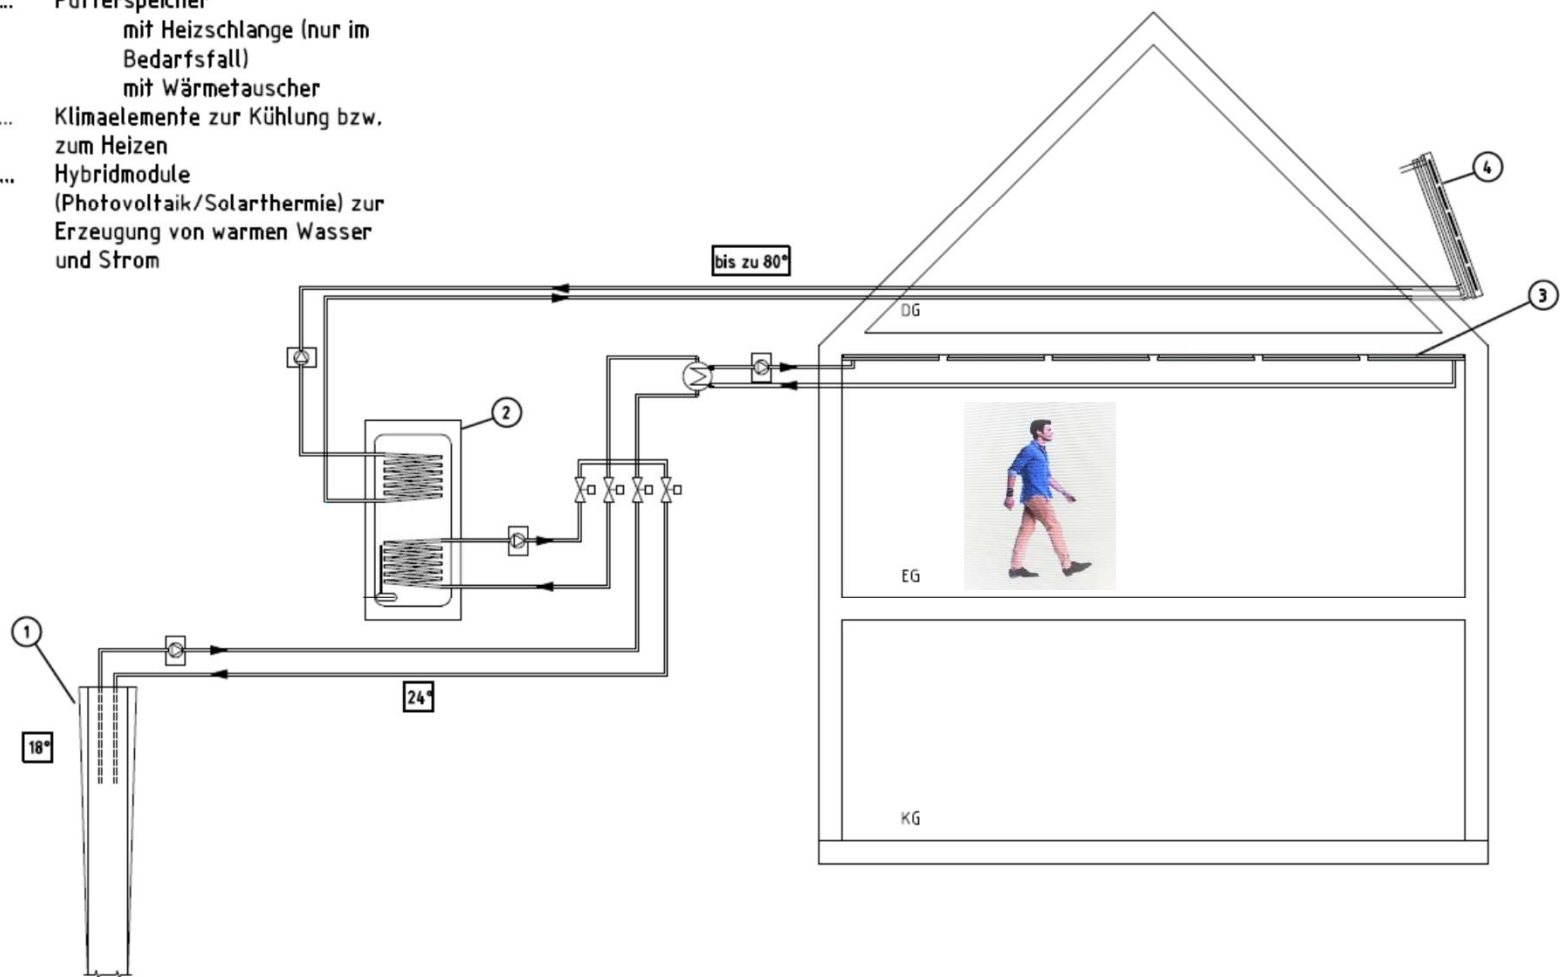 ... Pufferspeicher
mit Heizschlange (nur im
Bedarfsfall)
mit Wärmetauscher
... Klimaelemente zur Kühlung bzw.
zum Heizen
... Hybridmodule
(Photovoltaik/Solarthermie) zur
Erzeugung von warmen Wasser
und Strom
4
bis zu 80°
3
DG
2
EG
1
24°
18°
KG